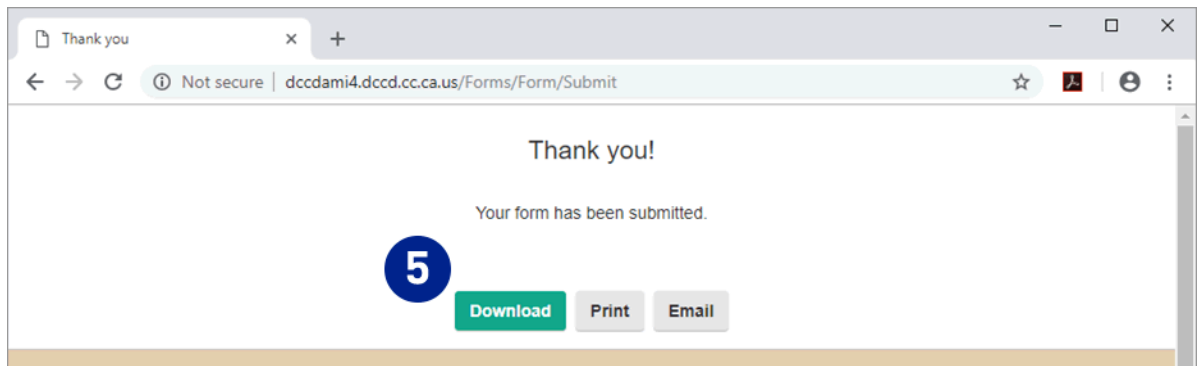 Thank you
Not secure dccdami4.dccd.cc.ca.us/Forms/Form/Submit
Thank you!
Your form has been submitted.
5
Download Print Email